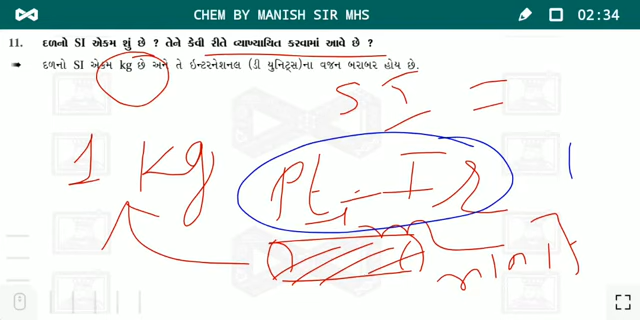 CHEM BY MANISH SIR MHS
02:34
11. દળનો SI એકમ શું છે ? તેને કેવી રીતે વ્યાખ્યાયિત કરવામાં આવે છે ?
➡ દળનો SI એકમ kg છે અને તે ઇન્ટરનેશનલ (ડી યુનિટ્સ)ના વજન બરાબર હોય છે.
SI =
1 Kg Pt - Ir